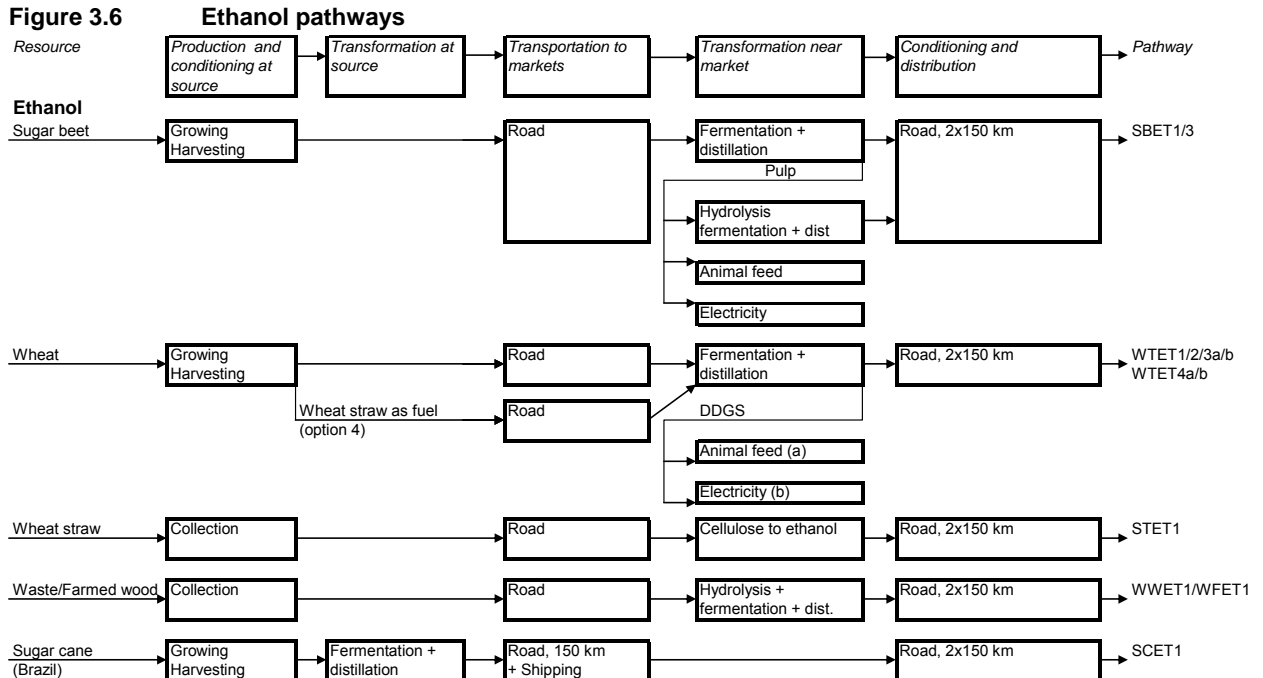 Figure 3.6 Ethanol pathways
Resource
Production and
conditioning at
source
Transformation at
source
Transportation to
markets
Transformation near
market
Conditioning and
distribution
Pathway
Ethanol
Sugar beet
Growing
Harvesting
Road
Fermentation +
distillation
Road, 2x150 km
SBET1/3
Pulp
Hydrolysis
fermentation + dist
Animal feed
Electricity
Wheat
Growing
Harvesting
Road
Fermentation +
distillation
Road, 2x150 km
WTET1/2/3a/b
WTET4a/b
Wheat straw as fuel
(option 4)
Road
DDGS
Animal feed (a)
Electricity (b)
Wheat straw
Collection
Road
Cellulose to ethanol
Road, 2x150 km
STET1
Waste/Farmed wood
Collection
Road
Hydrolysis +
fermentation + dist.
Road, 2x150 km
WWET1/WFET1
Sugar cane
(Brazil)
Growing
Harvesting
Fermentation +
distillation
Road, 150 km
+ Shipping
Road, 2x150 km
SCET1